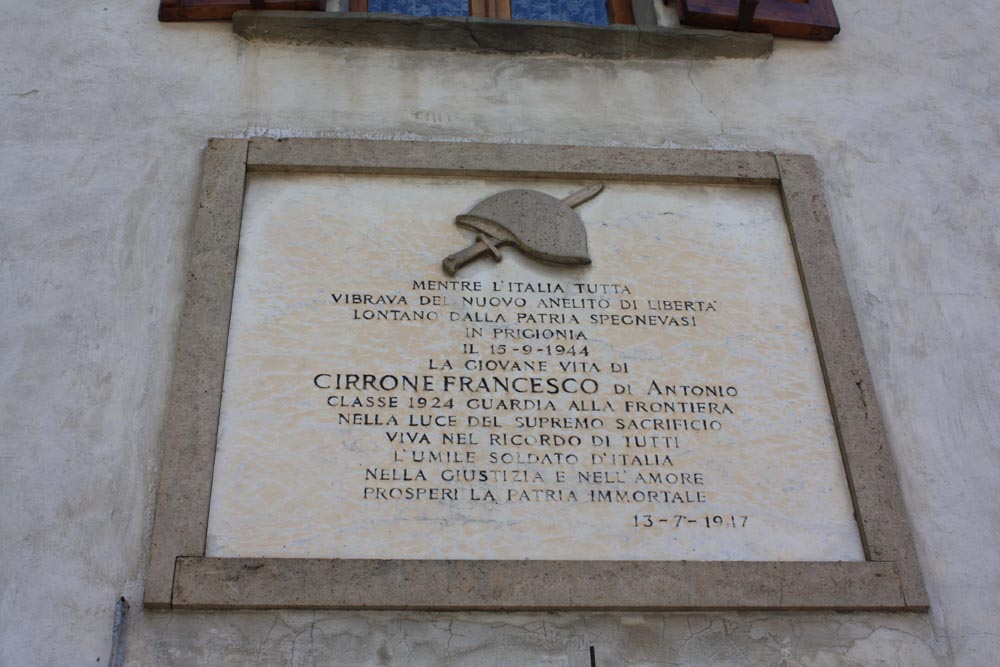 MENTRE L'ITALIA TUTTA
VIBRAVA DEL NUOVO ANELITO DI LIBERTA'
LONTANO DALLA PATRIA SPEGNEVASI
IN PRIGIONIA
IL 15-9-1944
LA GIOVANE VITA DI
CIRRONE FRANCESCO DI ANTONIO
CLASSE 1924 GUARDIA ALLA FRONTIERA
NELLA LUCE DEL SUPREMO SACRIFICIO
VIVA NEL RICORDO DI TUTTI
L'UMILE SOLDATO D'ITALIA
NELLA GIUSTIZIA E NELL'AMORE
PROSPERI LA PATRIA IMMORTALE
13-7-1947